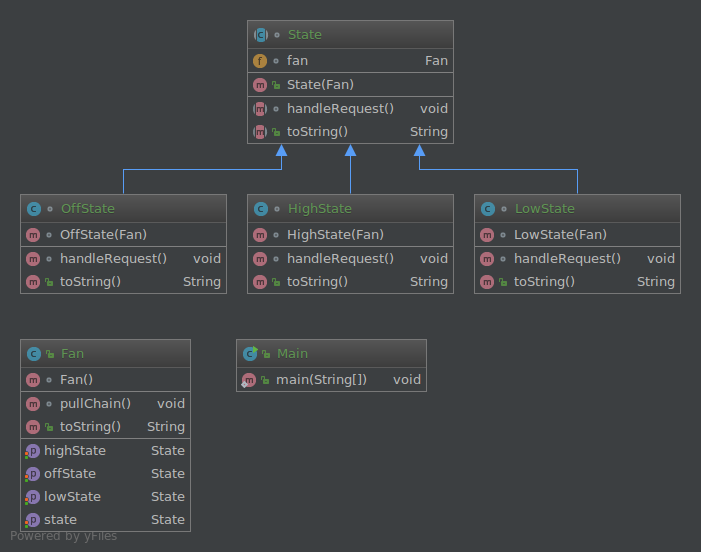 State
fan Fan
State(Fan)
handleRequest() void
toString() String
OffState
OffState(Fan)
handleRequest() void
toString() String
HighState
HighState(Fan)
handleRequest() void
toString() String
LowState
LowState(Fan)
handleRequest() void
toString() String
Fan
Fan()
pullChain() void
toString() String
highState State
offState State
lowState State
state State
Main
main(String[]) void
Powered by yFiles